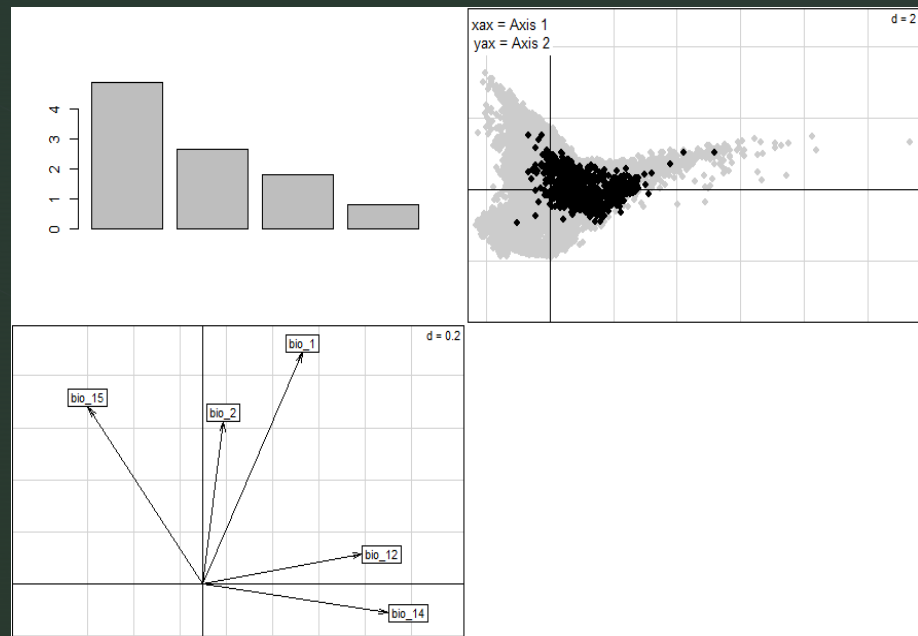 4
3
2
1
0
xax = Axis 1
yax = Axis 2
d = 2
d = 0.2
bio_1
bio_15
bio_2
bio_12
bio_14